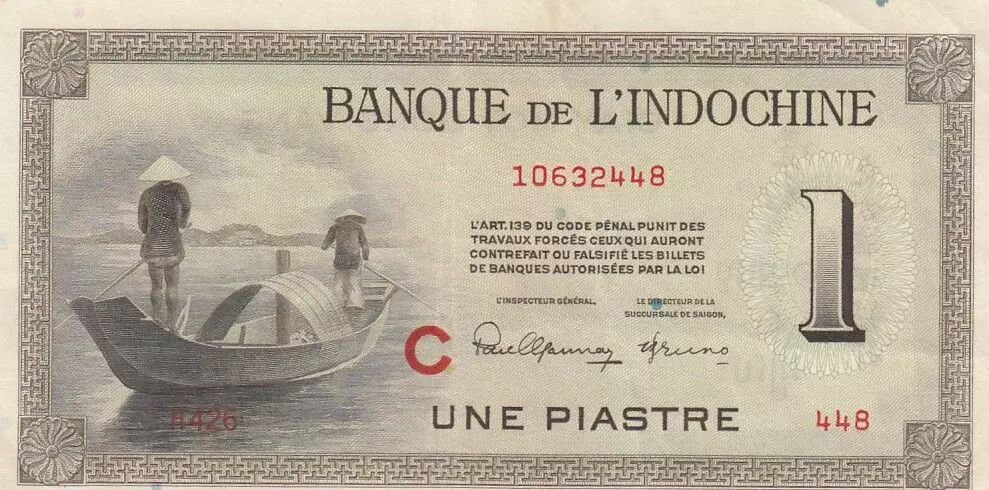 BANQUE DE L'INDOCHINE
10632448
L'ART. 139 DU CODE PÉNAL PUNIT DES
TRAVAUX FORCÉS CEUX QUI AURONT
CONTREFAIT OU FALSIFIÉ LES BILLETS
DE BANQUES AUTORISÉES PAR LA LOI
1
L'INSPECTEUR GÉNÉRAL,
LE DIRECTEUR DE LA
SUCCURSALE DE SAIGON,
C
UNE PIASTRE
H426
448